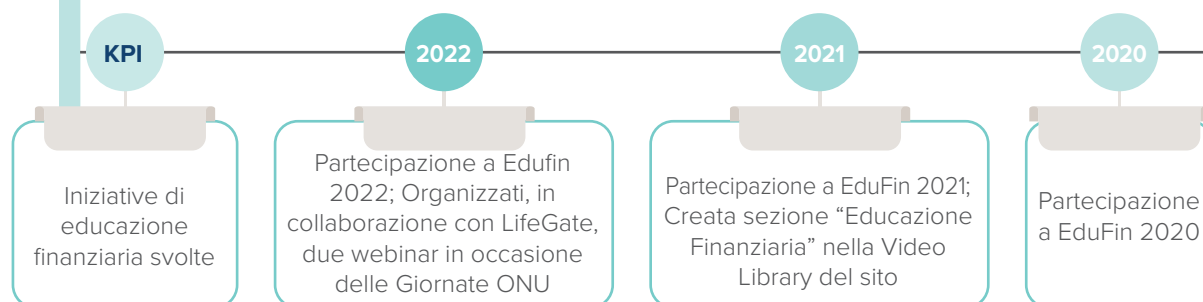 KPI
2022
2021
2020
Iniziative di
educazione
finanziaria svolte
Partecipazione a Edufin
2022; Organizzati, in
collaborazione con LifeGate,
due webinar in occasione
delle Giornate ONU
Partecipazione a EduFin 2021;
Creata sezione “Educazione
Finanziaria” nella Video
Library del sito
Partecipazione
a EduFin 2020